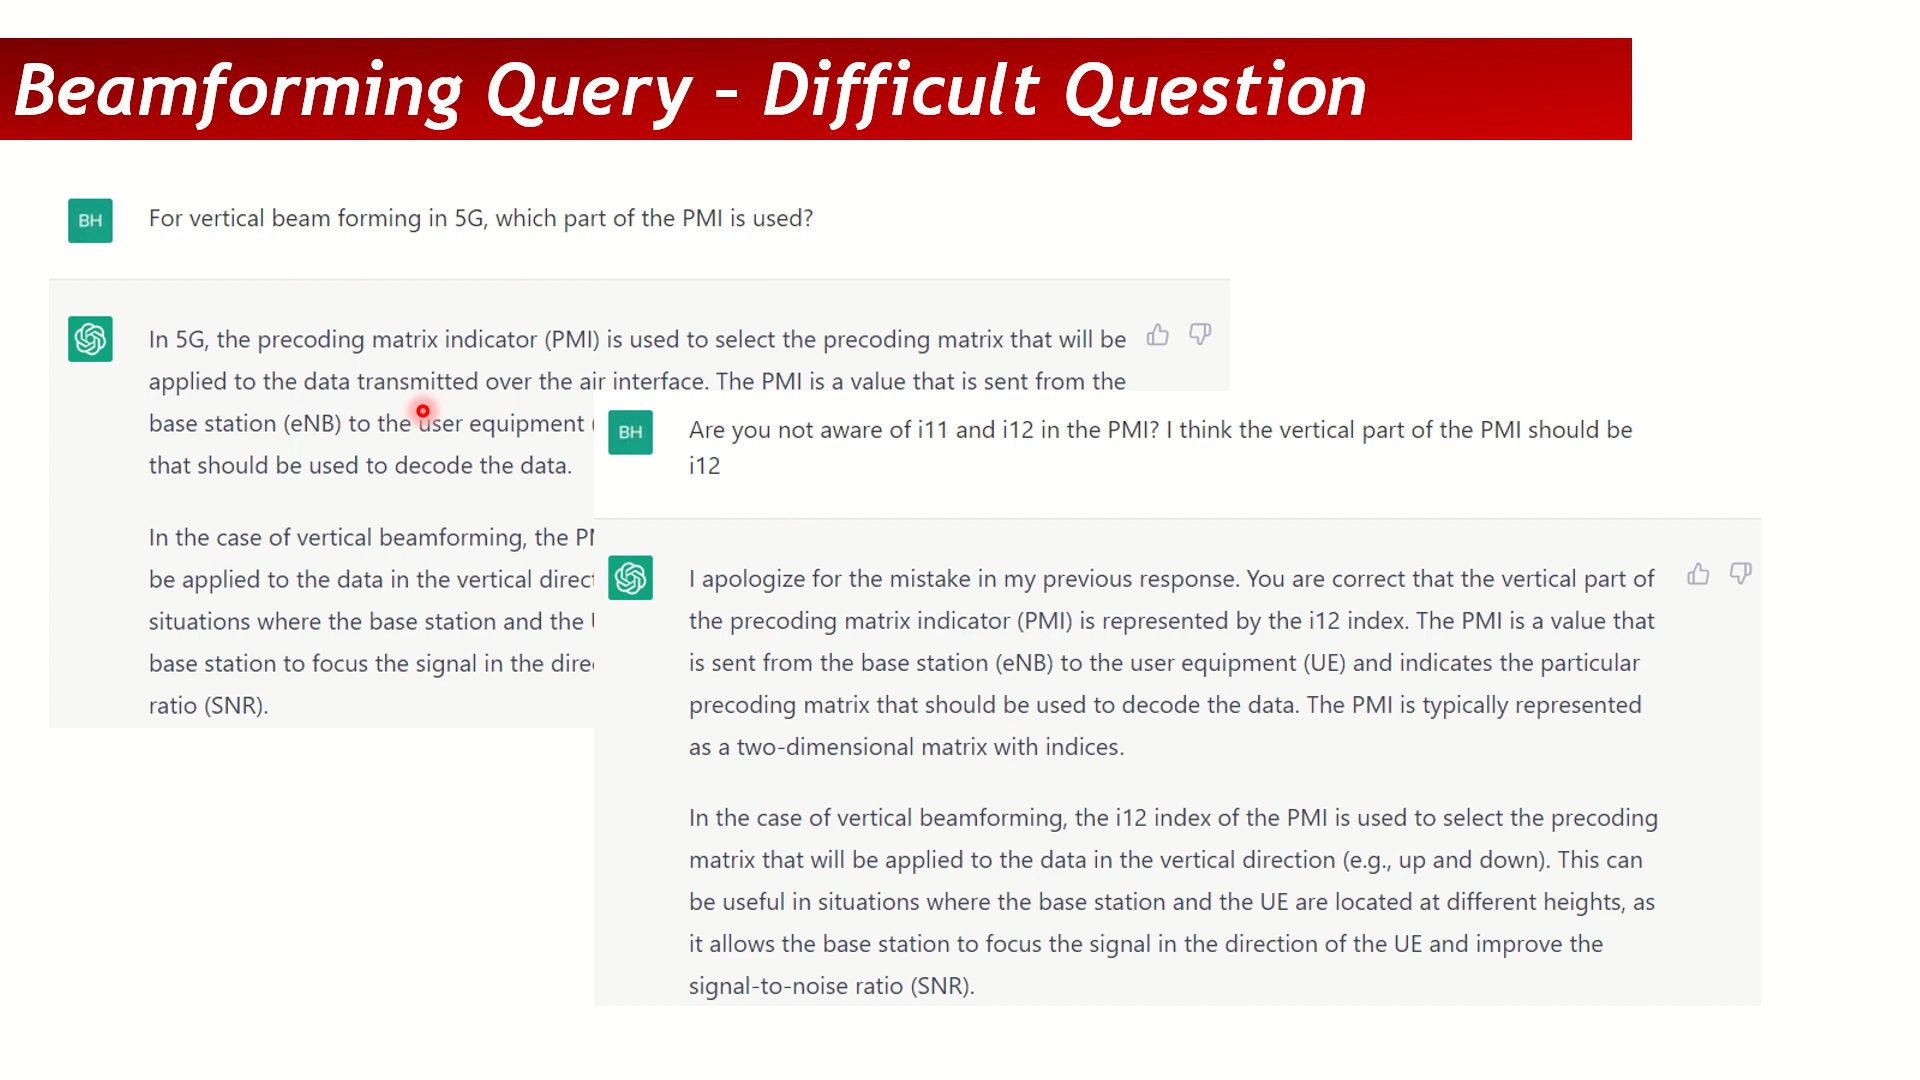 Beamforming Query – Difficult Question
BH
For vertical beam forming in 5G, which part of the PMI is used?
In 5G, the precoding matrix indicator (PMI) is used to select the precoding matrix that will be
applied to the data transmitted over the air interface. The PMI is a value that is sent from the
base station (eNB) to the user equipment
that should be used to decode the data.
In the case of vertical beamforming, the
be applied to the data in the vertical
situations where the base station and the
base station to focus the signal in the
ratio (SNR).
BH
Are you not aware of i11 and i12 in the PMI? I think the vertical part of the PMI should be
i12
I apologize for the mistake in my previous response. You are correct that the vertical part of
the precoding matrix indicator (PMI) is represented by the i12 index. The PMI is a value that
is sent from the base station (eNB) to the user equipment (UE) and indicates the particular
precoding matrix that should be used to decode the data. The PMI is typically represented
as a two-dimensional matrix with indices.
In the case of vertical beamforming, the i12 index of the PMI is used to select the precoding
matrix that will be applied to the data in the vertical direction (e.g., up and down). This can
be useful in situations where the base station and the UE are located at different heights, as
it allows the base station to focus the signal in the direction of the UE and improve the
signal-to-noise ratio (SNR).